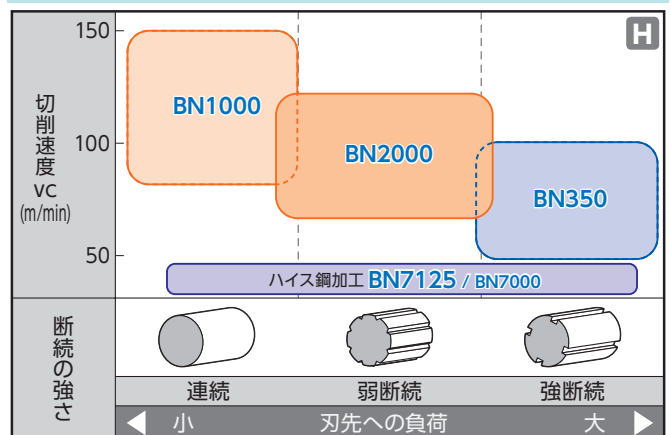 H
150
100
50
切削速度
vc
(m/min)
BN1000
BN2000
BN350
ハイス鋼加工 BN7125 / BN7000
断続の強さ
連続 弱断続 強断続
小 刃先への負荷 大